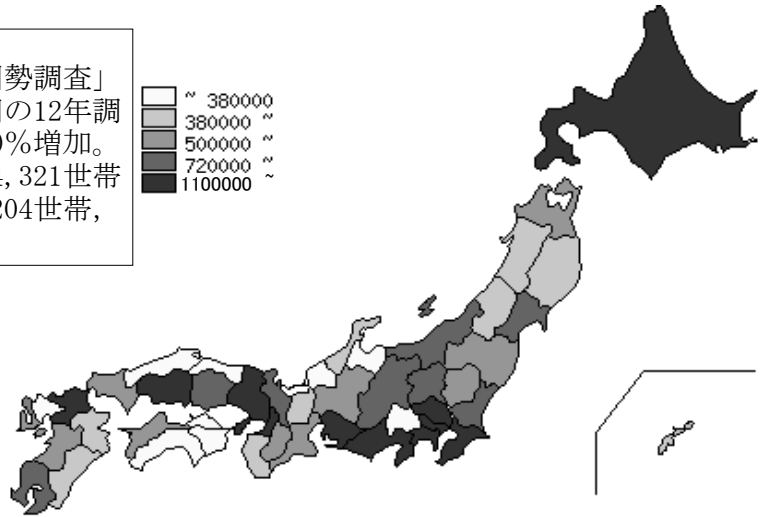 勢調査」
の12年調
％増加。
,321世帯
204世帯,
~ 380000
380000 ~
500000 ~
720000 ~
1100000 ~